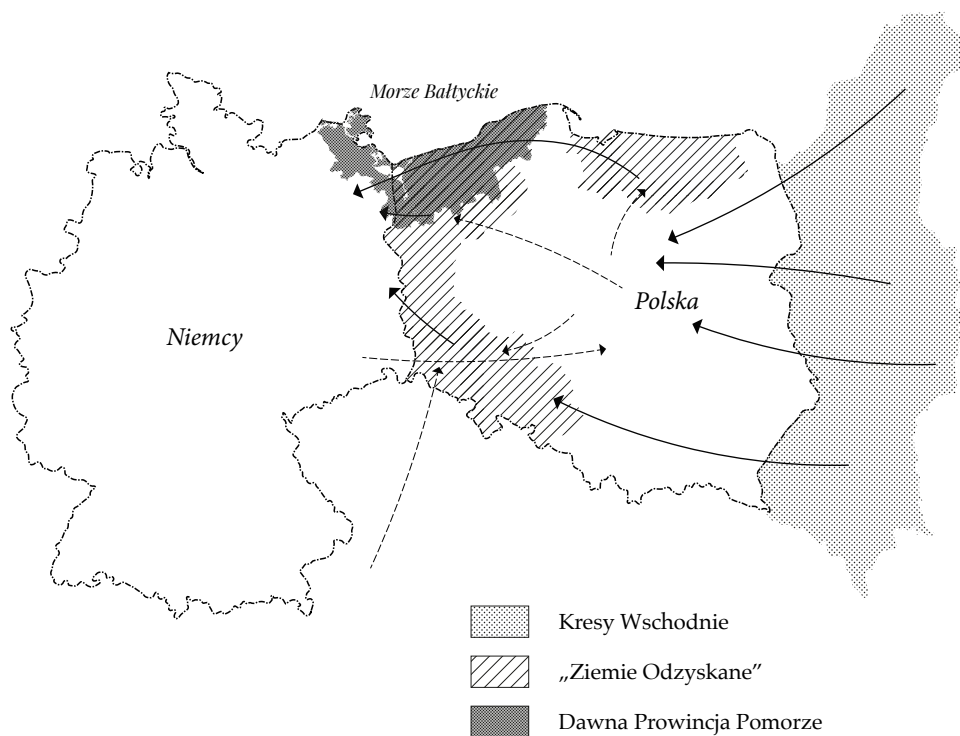 Morze Bałtyckie
Polska
Niemcy
Kresy Wschodnie
„Ziemie Odzyskane”
Dawna Prowincja Pomorze